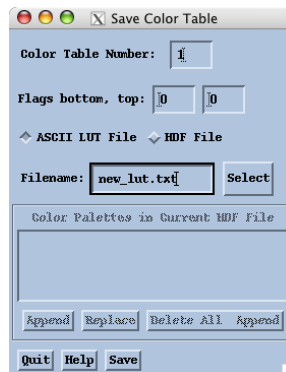 Save Color Table
Color Table Number: 1
Flags bottom, top: 0 0
ASCII LUT File HDF File
Filename: new_lut.txt Select
Color Palettes in Current HDF File
Append Replace Delete All Append
Quit Help Save